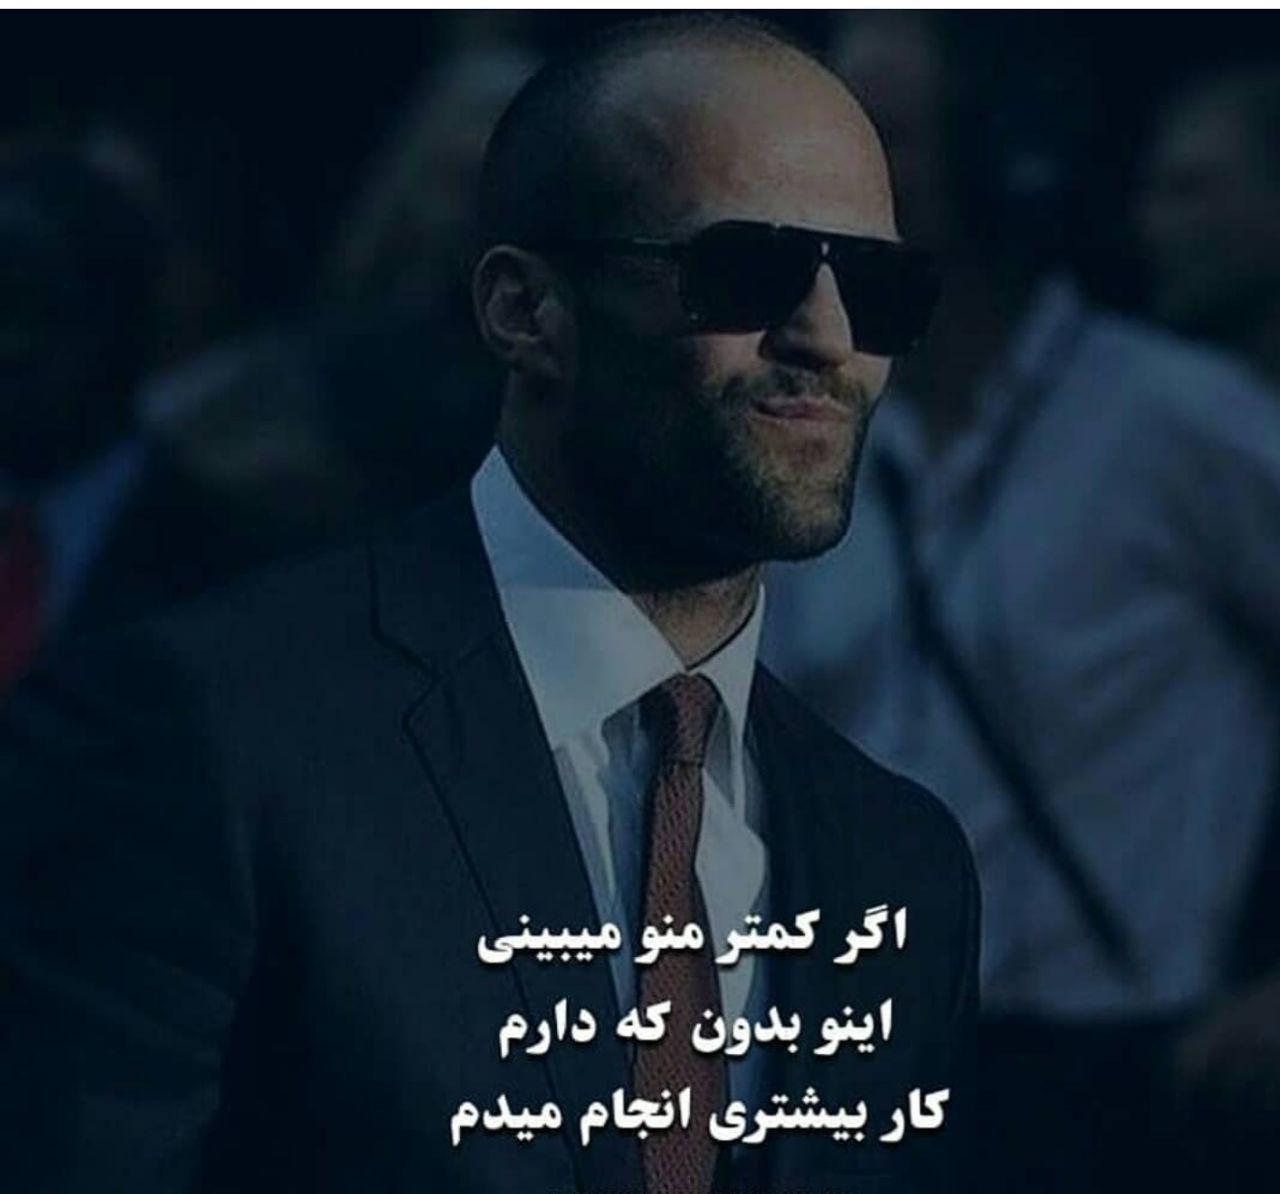 اگر کمتر منو میبینی
اینو بدون که دارم
کار بیشتری انجام میدم